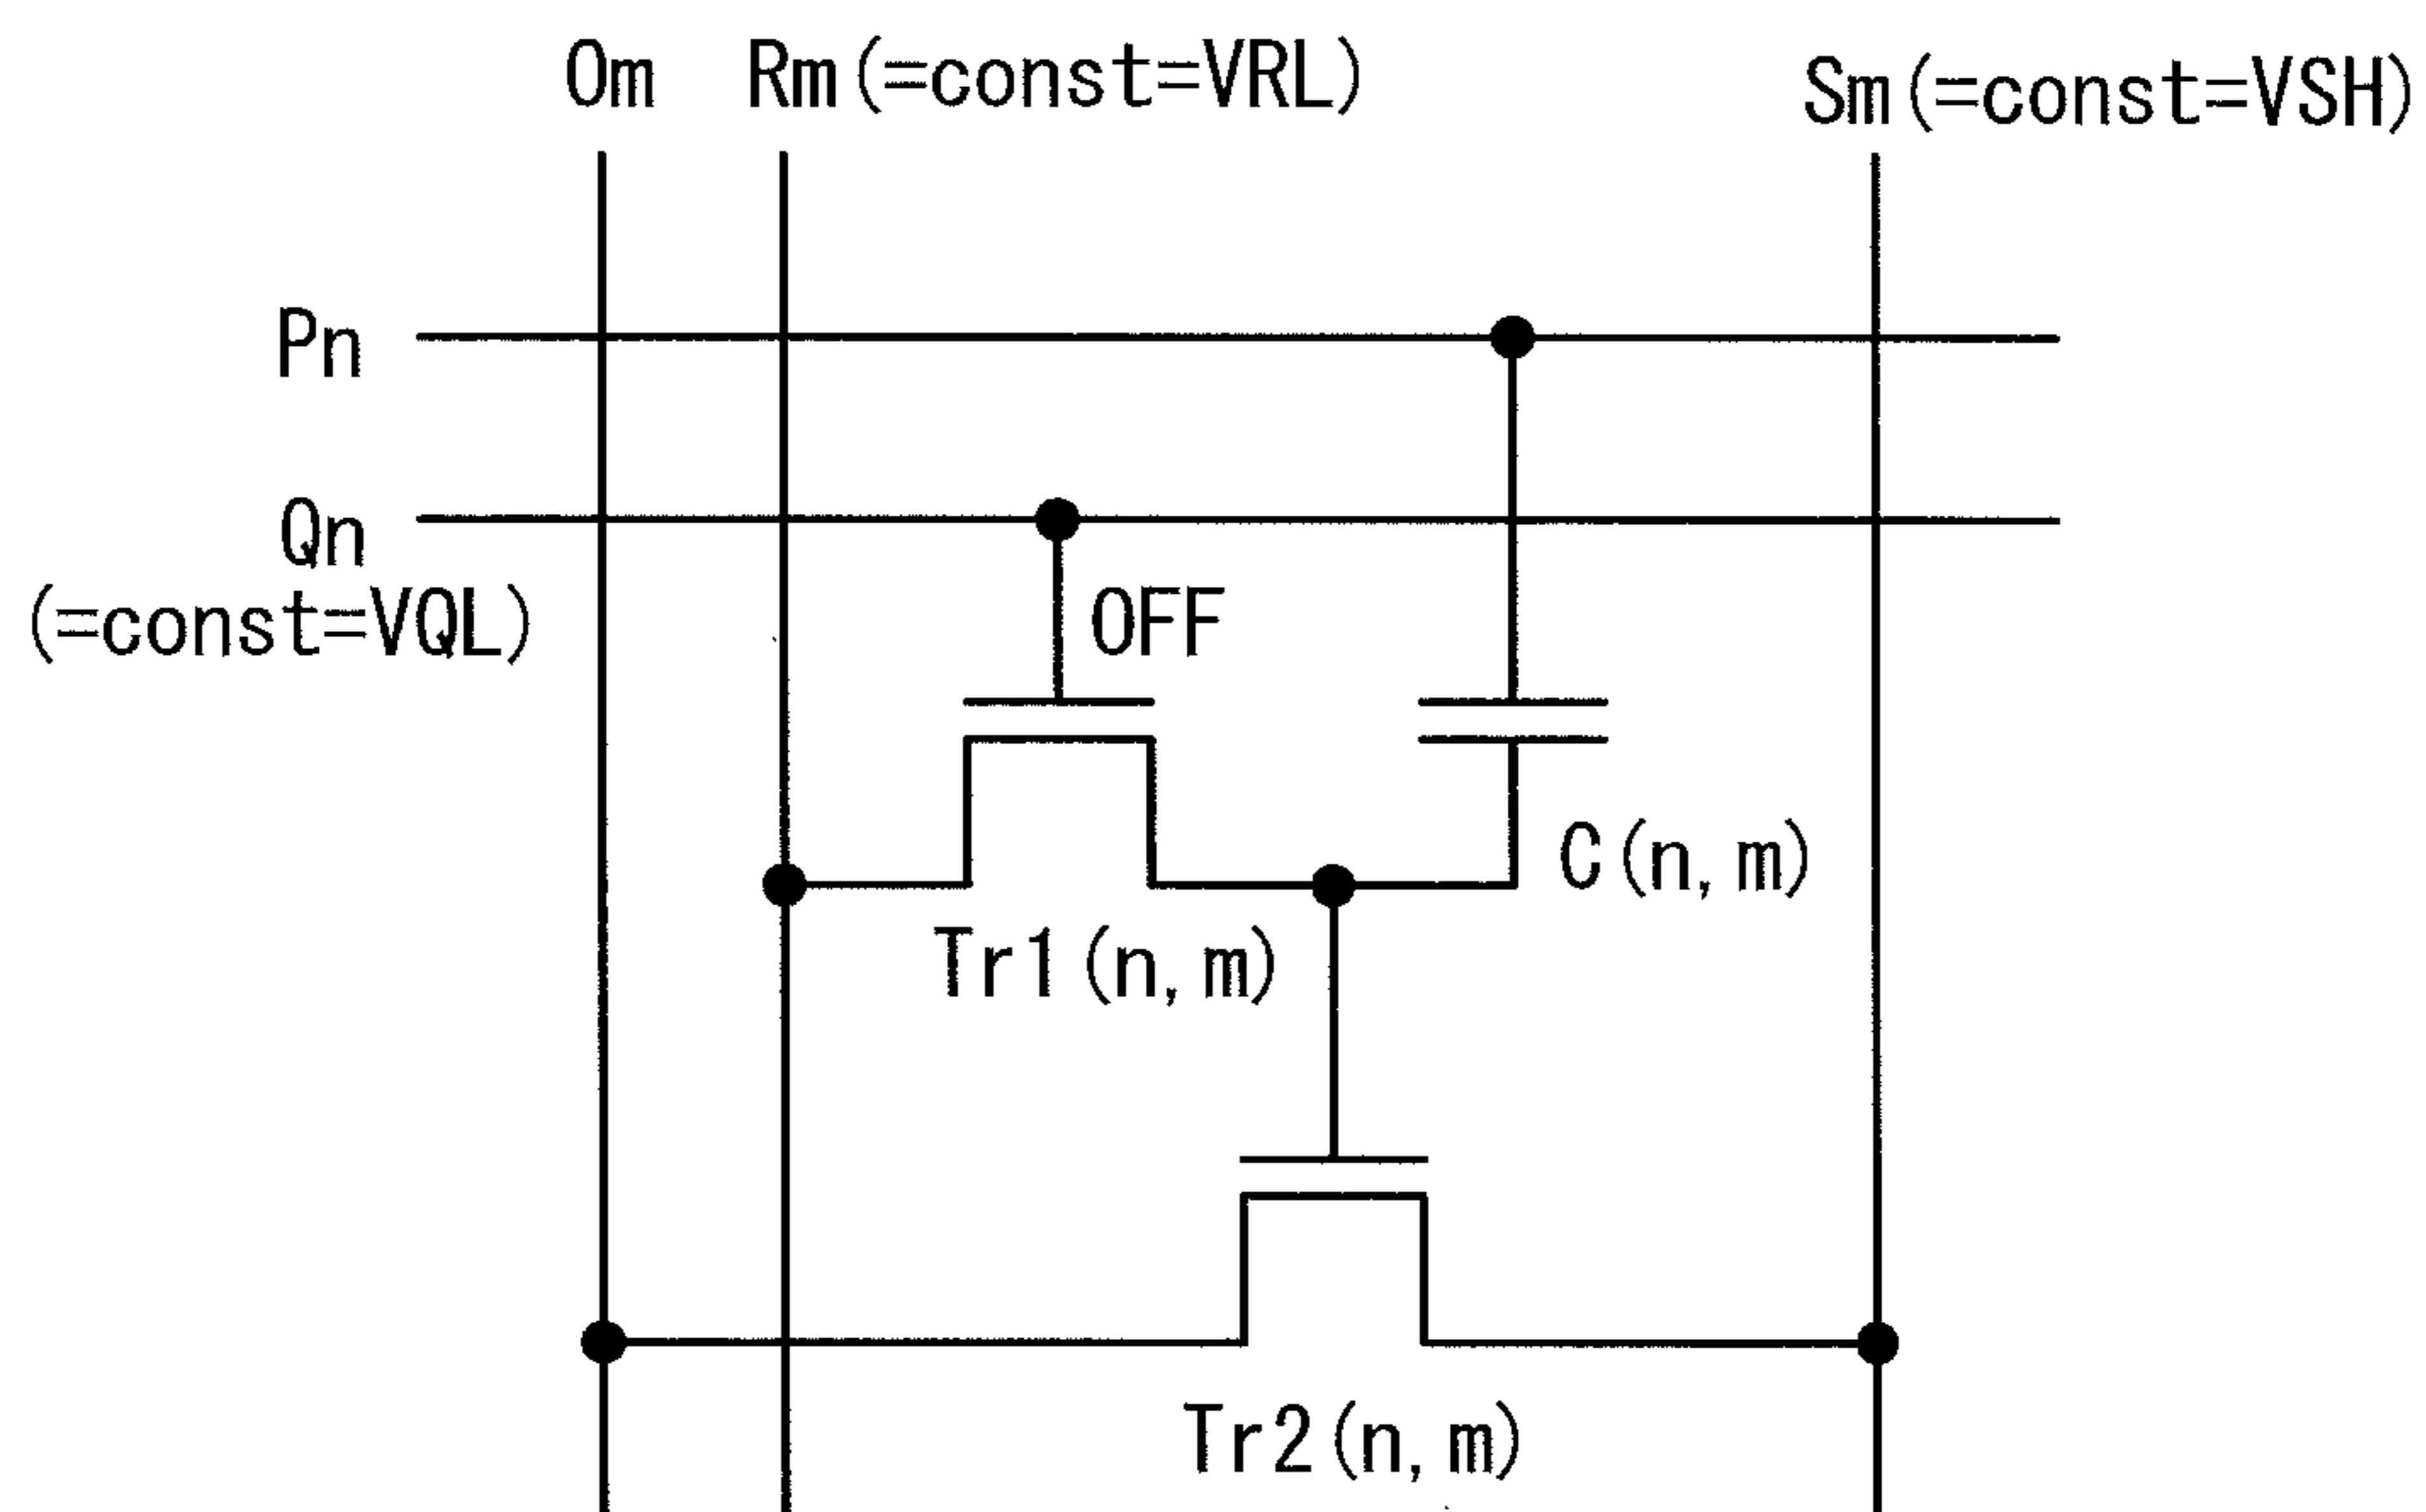 Om Rm(=const=VRL) Sm(=const=VSH)
Pn
Qn
(=const=VQL)
OFF
C(n,m)
Tr1(n,m)
Tr2(n,m)